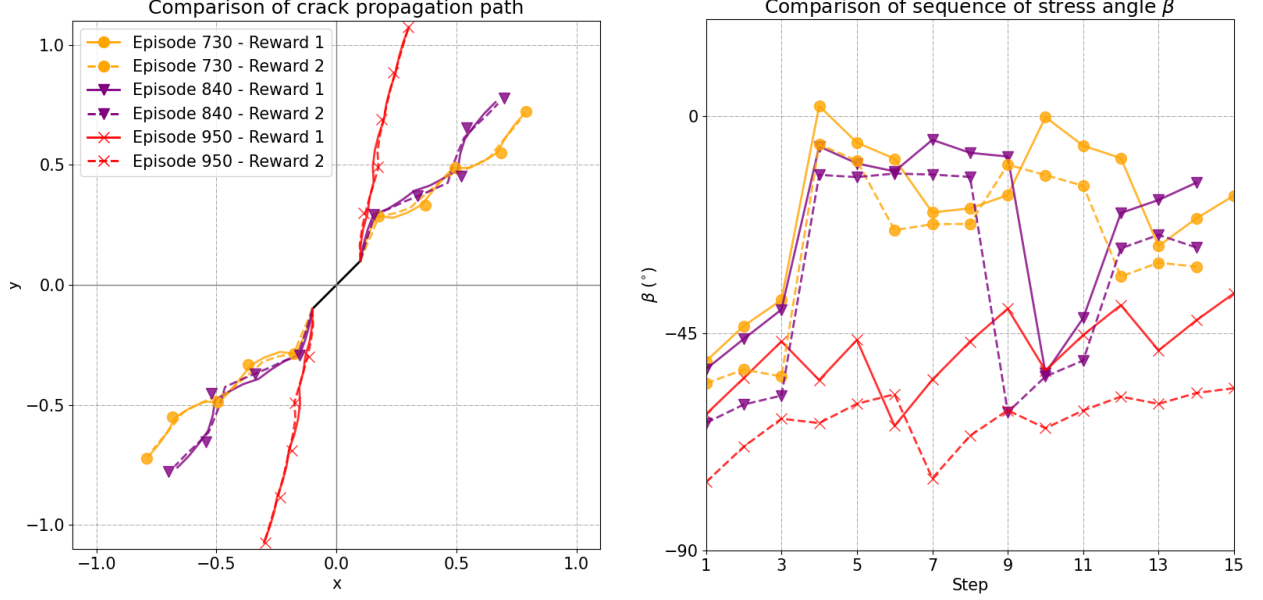 Comparison of crack propagation path
1.0
0.5
0.0
−0.5
−1.0
y
Episode 730 - Reward 1
Episode 730 - Reward 2
Episode 840 - Reward 1
Episode 840 - Reward 2
Episode 950 - Reward 1
Episode 950 - Reward 2
−1.0 −0.5 0.0 0.5 1.0
x
Comparison of sequence of stress angle β
0
−45
−90
β (°)
1 3 5 7 9 11 13 15
Step